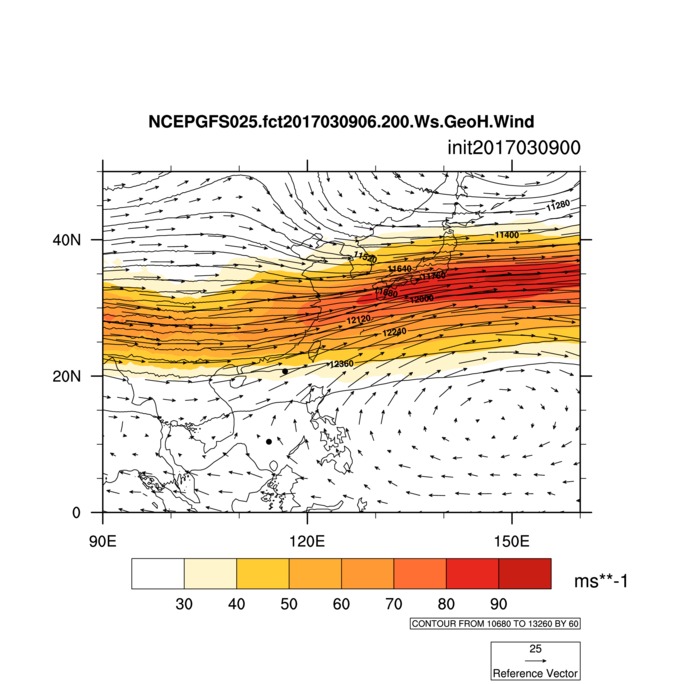 NCEPGFS025.fct2017030906.200.Ws.GeoH.Wind
init2017030900
11280
11400
40N
11520
11640
11760
11880
12000
12120
12240
12360
20N
0
90E 120E 150E
ms**-1
30 40 50 60 70 80 90
CONTOUR FROM 10680 TO 13260 BY 60
25
Reference Vector